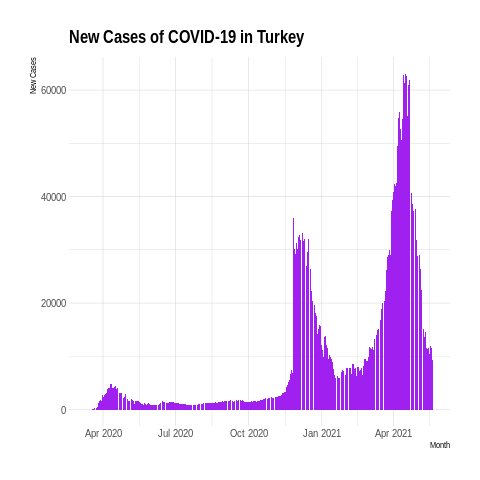 New Cases of COVID-19 in Turkey
New Cases
60000
40000
20000
0
Apr 2020 Jul 2020 Oct 2020 Jan 2021 Apr 2021
Month